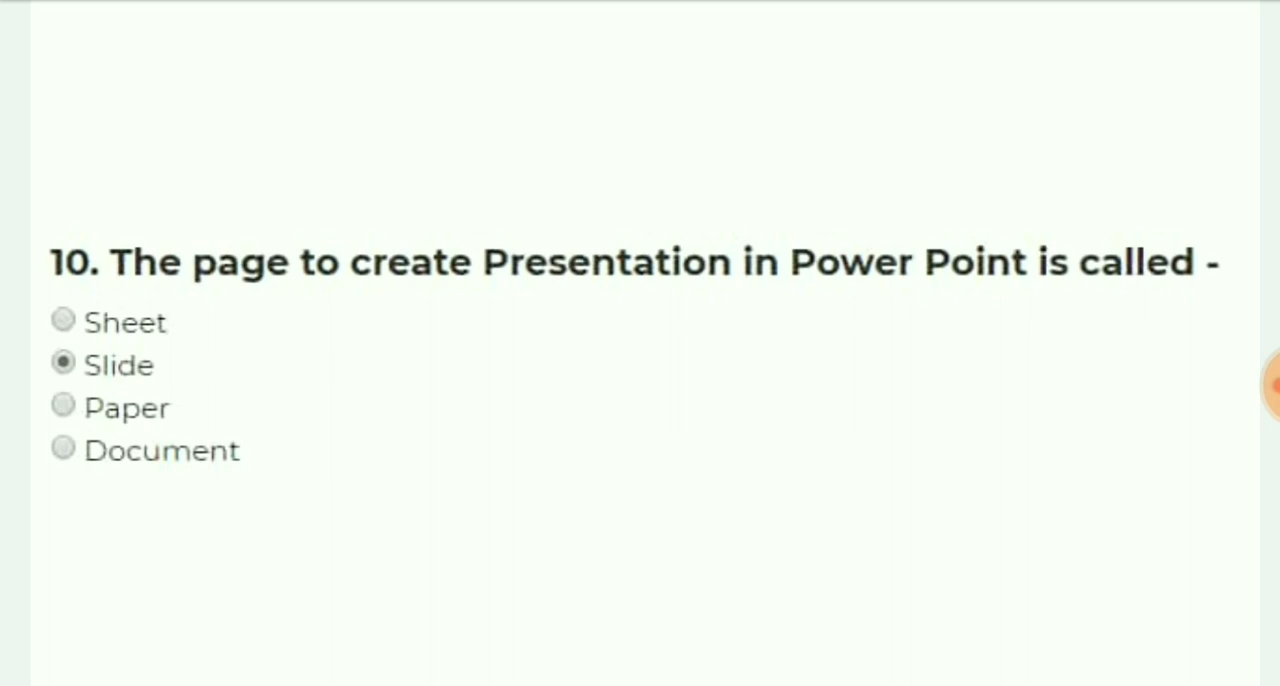 10. The page to create Presentation in Power Point is called -
Sheet
Slide
Paper
Document